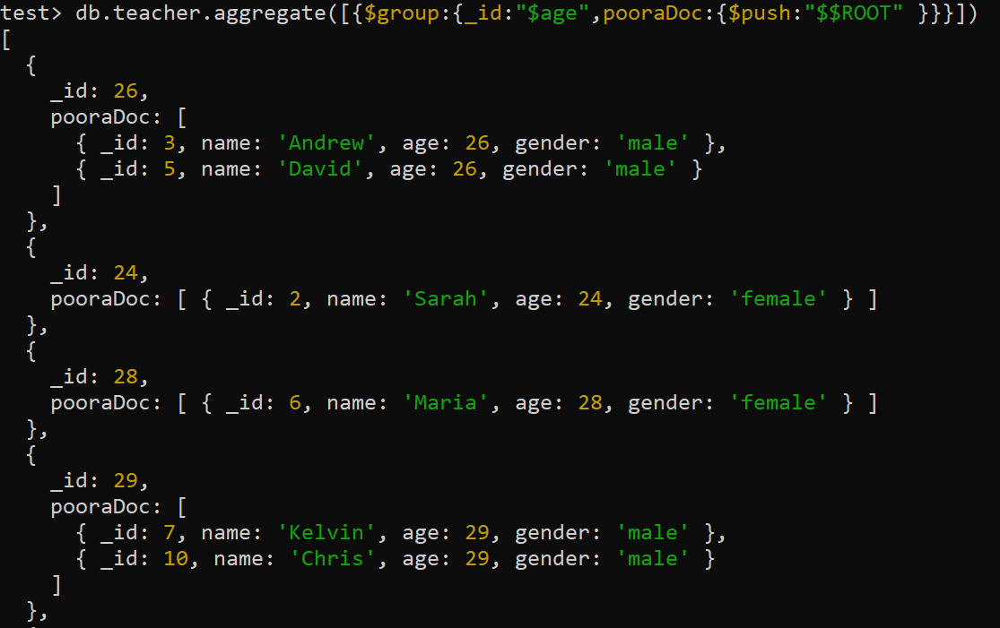 test> db.teacher.aggregate([{$group:{_id:"$age",pooraDoc:{$push:"$$ROOT" }}}])
[
  {
    _id: 26,
    pooraDoc: [
      { _id: 3, name: 'Andrew', age: 26, gender: 'male' },
      { _id: 5, name: 'David', age: 26, gender: 'male' }
    ]
  },
  {
    _id: 24,
    pooraDoc: [ { _id: 2, name: 'Sarah', age: 24, gender: 'female' } ]
  },
  {
    _id: 28,
    pooraDoc: [ { _id: 6, name: 'Maria', age: 28, gender: 'female' } ]
  },
  {
    _id: 29,
    pooraDoc: [
      { _id: 7, name: 'Kelvin', age: 29, gender: 'male' },
      { _id: 10, name: 'Chris', age: 29, gender: 'male' }
    ]
  },